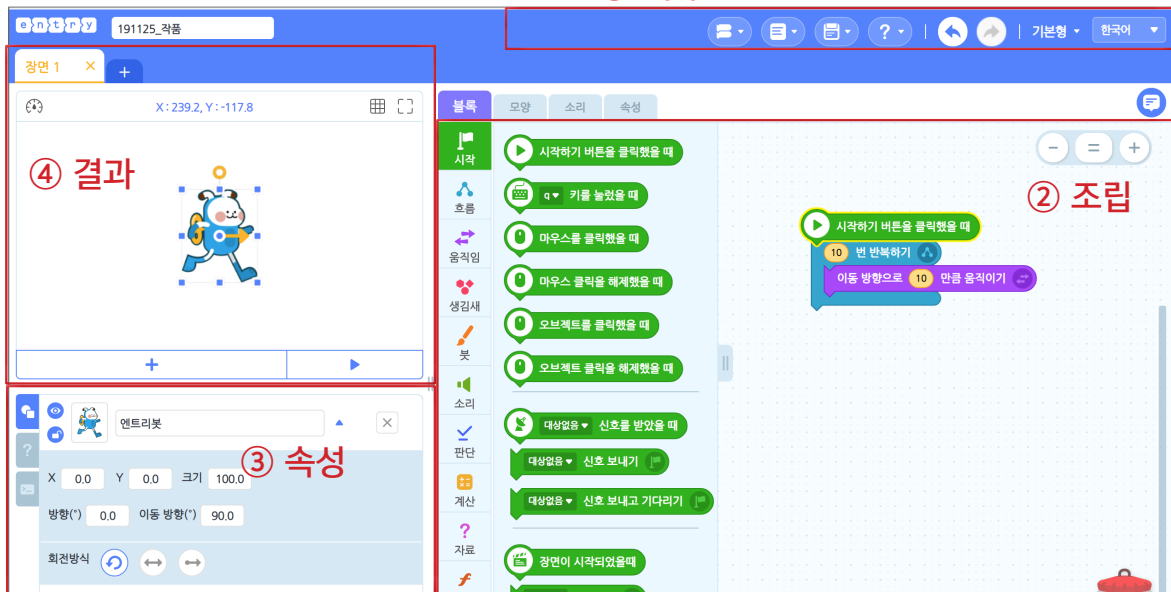 entry
191125_작품
?
기본형
한국어
장면 1 ×
+
X : 239.2, Y : -117.8
④ 결과
+
엔트리봇
×
?
③ 속성
X 0.0 Y 0.0 크기 100.0
방향(°) 0.0 이동 방향(°) 90.0
회전방식
블록 모양 소리 속성
시작
흐름
움직임
생김새
붓
소리
판단
계산
?
자료
f
시작하기 버튼을 클릭했을 때
q 키를 눌렀을 때
마우스를 클릭했을 때
마우스 클릭을 해제했을 때
오브젝트를 클릭했을 때
오브젝트 클릭을 해제했을 때
대상없음 신호를 받았을 때
대상없음 신호 보내기
대상없음 신호 보내고 기다리기
장면이 시작되었을때
- = +
② 조립
시작하기 버튼을 클릭했을 때
10 번 반복하기
이동 방향으로 10 만큼 움직이기